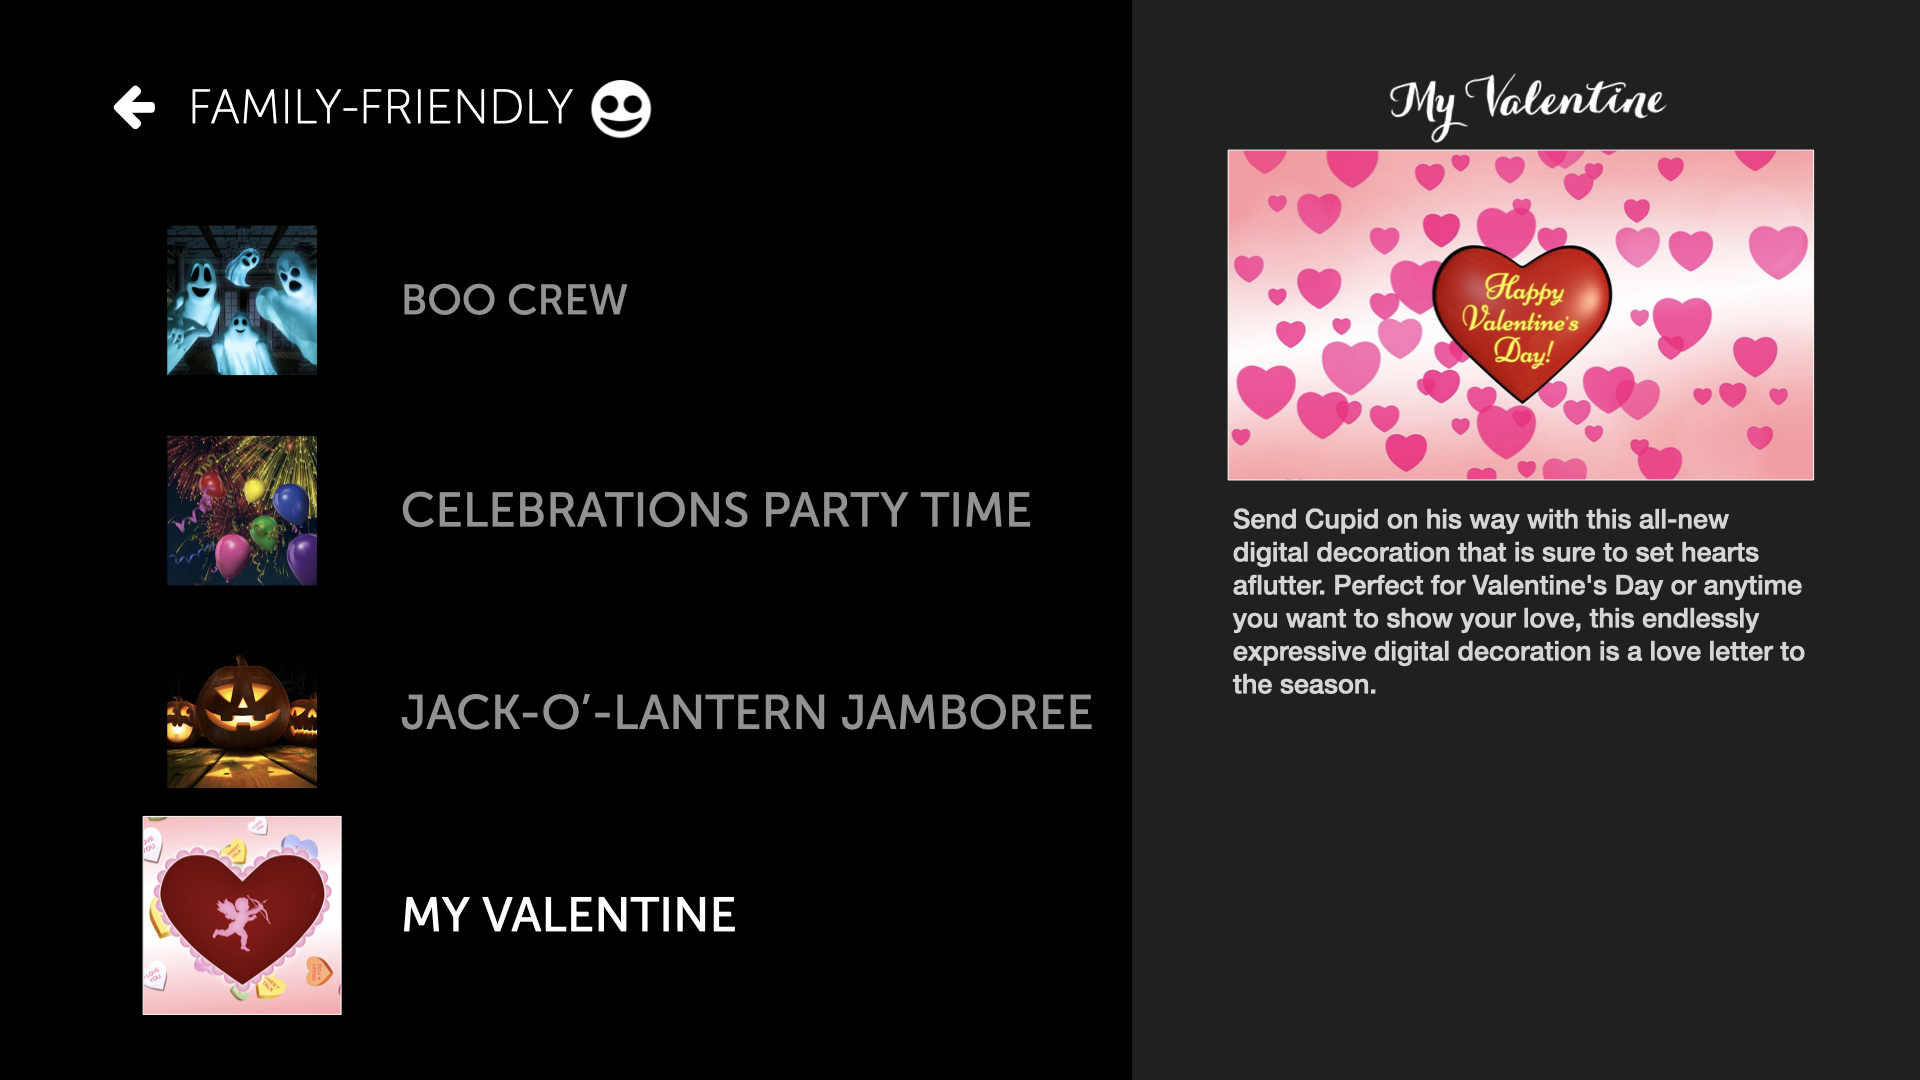 FAMILY-FRIENDLY
BOO CREW
CELEBRATIONS PARTY TIME
JACK-O’-LANTERN JAMBOREE
MY VALENTINE
My Valentine
Happy
Valentine's
Day!
Send Cupid on his way with this all-new
digital decoration that is sure to set hearts
aflutter. Perfect for Valentine's Day or anytime
you want to show your love, this endlessly
expressive digital decoration is a love letter to
the season.